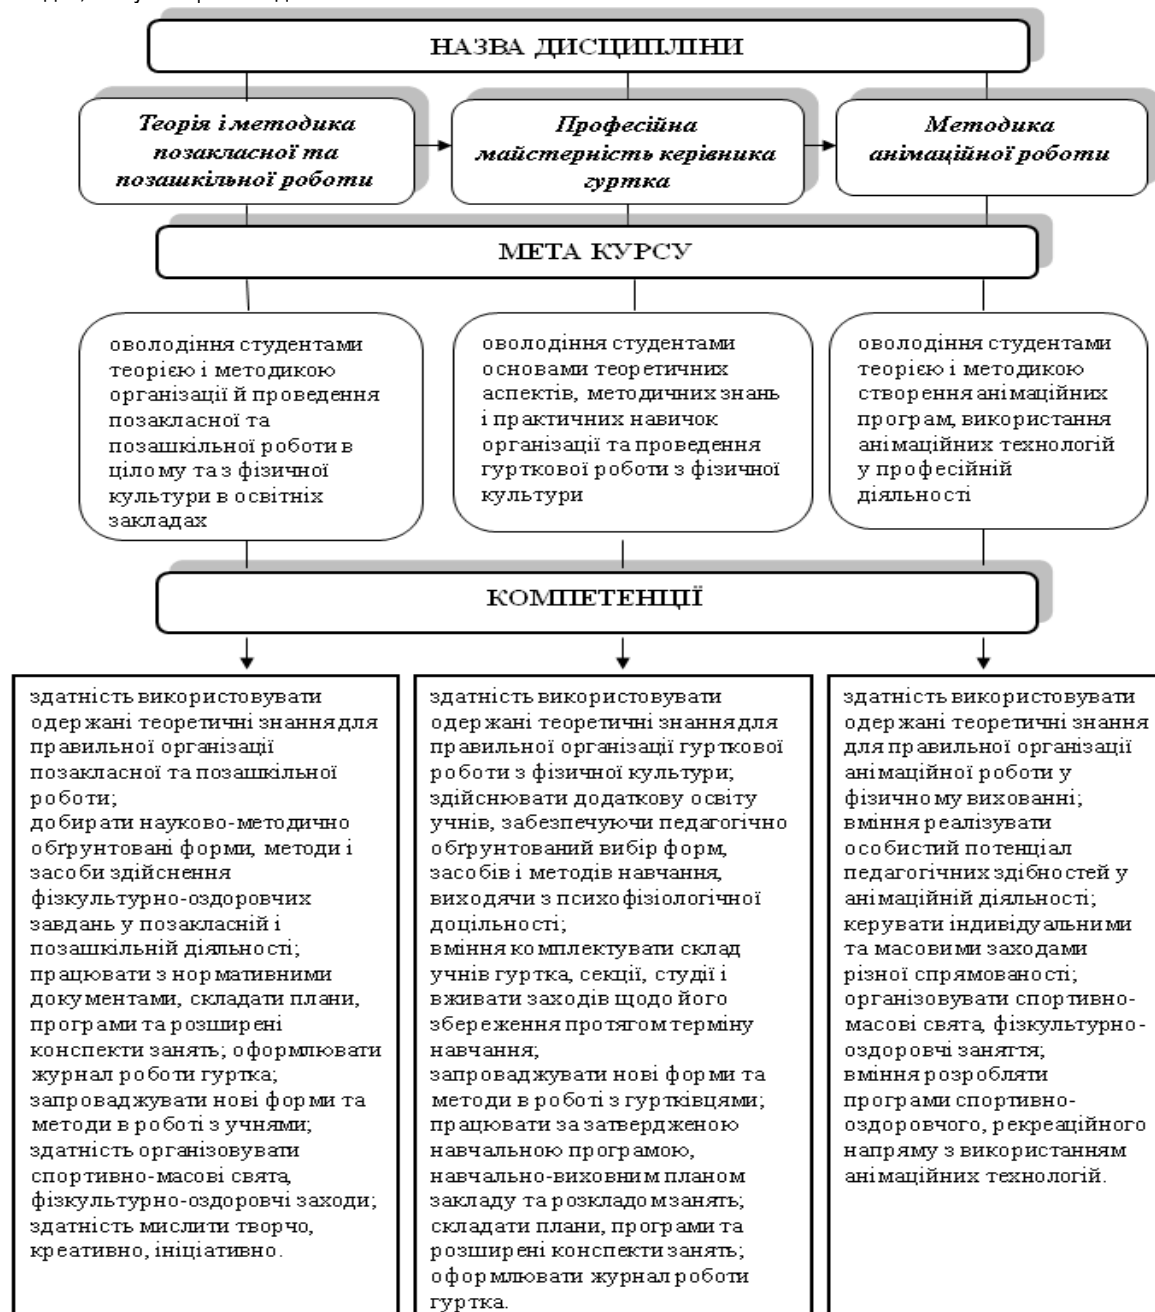 НАЗВА ДИСЦИПЛІНИ
Теорія і методика
позакласної та
позашкільної роботи
Професійна
майстерність керівника
гуртка
Методика
анімаційної роботи
МЕТА КУРСУ
оволодіння студентами
теорією і методикою
організації й проведення
позакласної та
позашкільної роботи в
цілому та з фізичної
культури в освітніх
закладах
оволодіння студентами
основами теоретичних
аспектів, методичних знань
і практичних навичок
організації та проведення
гурткової роботи з фізичної
культури
оволодіння студентами
теорією і методикою
створення анімаційних
програм, використання
анімаційних технологій
у професійній
діяльності
КОМПЕТЕНЦІЇ
здатність використовувати
одержані теоретичні знання для
правильної організації
позакласної та позашкільної
роботи;
добирати науково-методично
обґрунтовані форми, методи і
засоби здійснення
фізкультурно-оздоровчих
завдань у позакласній і
позашкільній діяльності;
працювати з нормативними
документами, складати плани,
програми та розширені
конспекти занять; оформлювати
журнал роботи гуртка;
запроваджувати нові форми та
методи в роботі з учнями;
здатність організовувати
спортивно-масові свята,
фізкультурно-оздоровчі заходи;
здатність мислити творчо,
креативно, ініціативно.
здатність використовувати
одержані теоретичні знання для
правильної організації гурткової
роботи з фізичної культури;
здійснювати додаткову освіту
учнів, забезпечуючи педагогічно
обґрунтований вибір форм,
засобів і методів навчання,
виходячи з психофізіологічної
доцільності;
вміння комплектувати склад
учнів гуртка, секції, студії і
вживати заходів щодо його
збереження протягом терміну
навчання;
запроваджувати нові форми та
методи в роботі з гуртківцями;
працювати за затвердженою
навчальною програмою,
навчально-виховним планом
закладу та розкладом занять;
складати плани, програми та
розширені конспекти занять;
оформлювати журнал роботи
гуртка.
здатність використовувати
одержані теоретичні знання
для правильної організації
анімаційної роботи у
фізичному вихованні;
вміння реалізувати
особистий потенціал
педагогічних здібностей у
анімаційній діяльності;
керувати індивідуальними
та масовими заходами
різної спрямованості;
організовувати спортивно-
масові свята, фізкультурно-
оздоровчі заняття;
вміння розробляти
програми спортивно-
оздоровчого, рекреаційного
напряму з використанням
анімаційних технологій.